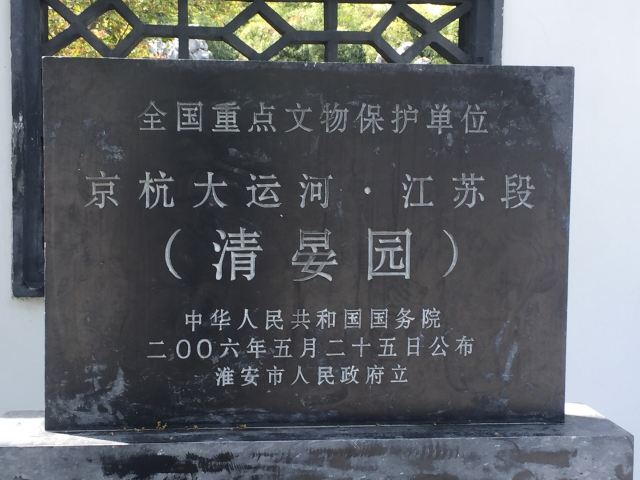 全国重点文物保护单位
京杭大运河·江苏段
（清晏园）
中华人民共和国国务院
二〇〇六年五月二十五日公布
淮安市人民政府立